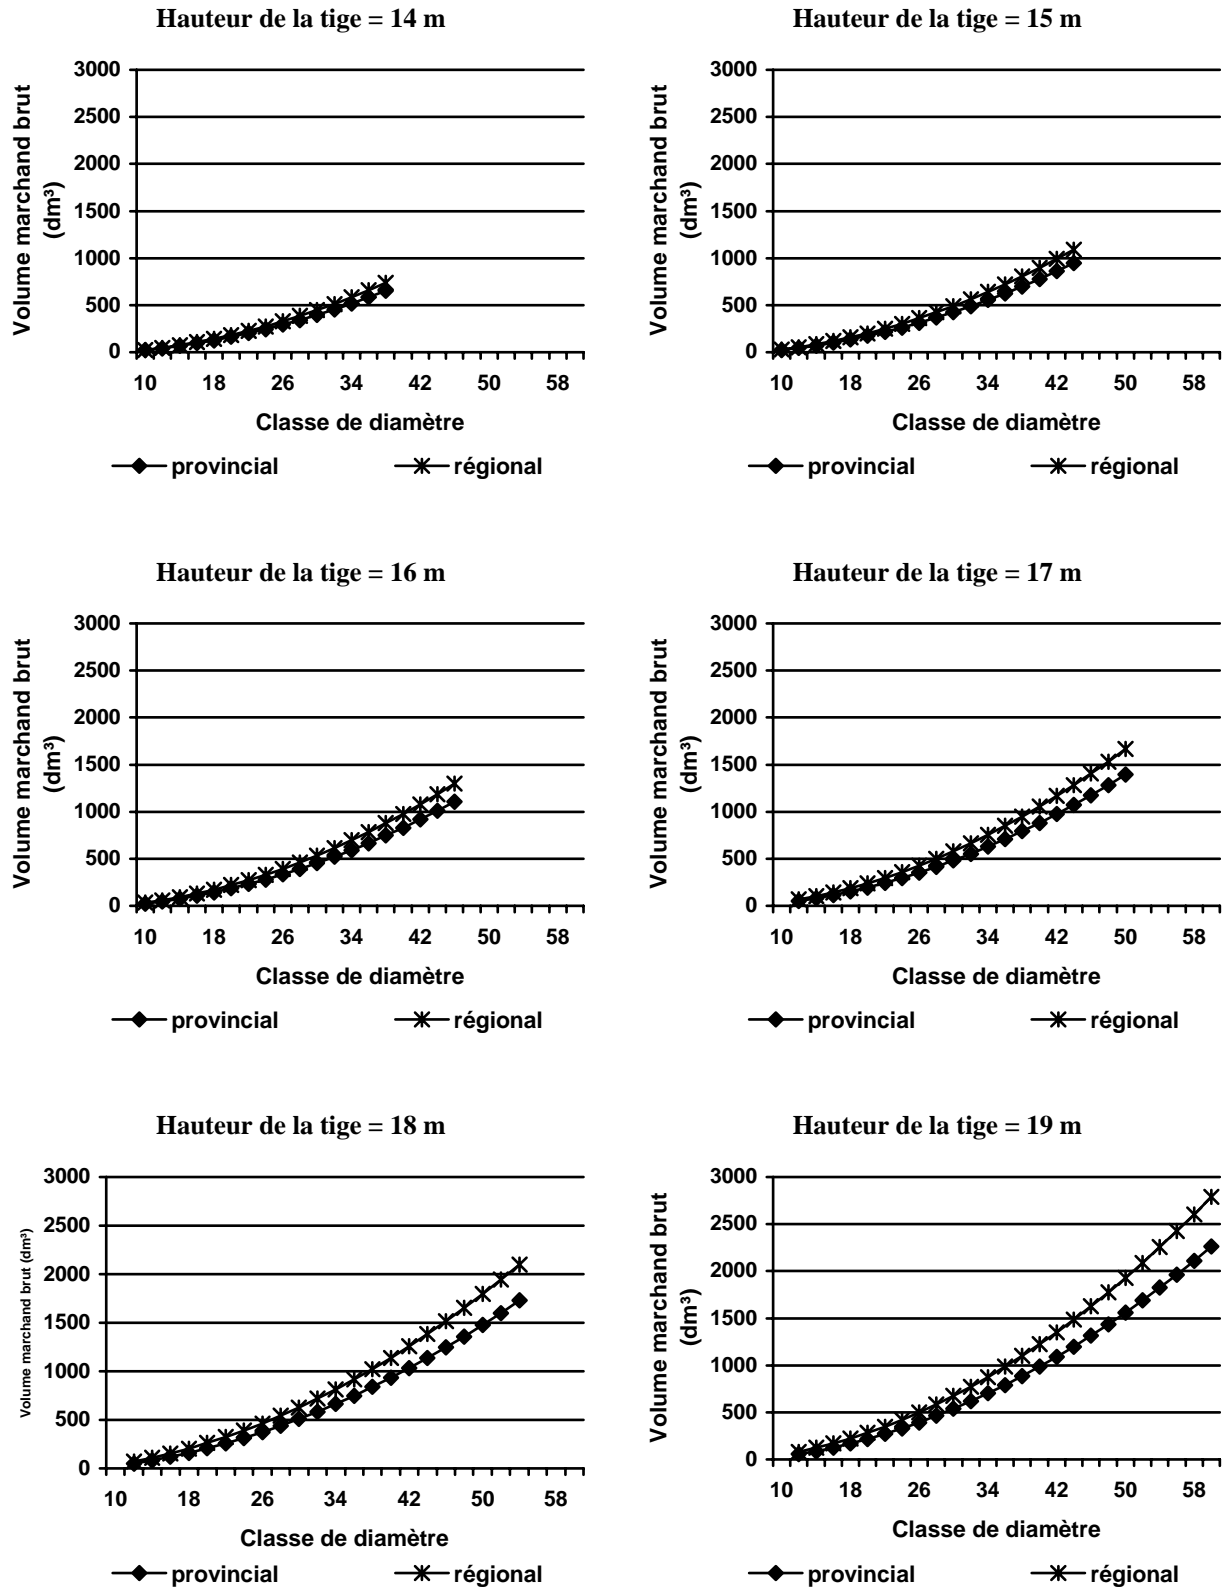 Hauteur de la tige = 14 m
Volume marchand brut
(dm³)
3000
2500
2000
1500
1000
500
0
10 18 26 34 42 50 58
Classe de diamètre
provincial régional
Hauteur de la tige = 15 m
Volume marchand brut
(dm³)
3000
2500
2000
1500
1000
500
0
10 18 26 34 42 50 58
Classe de diamètre
provincial régional
Hauteur de la tige = 16 m
Volume marchand brut
(dm³)
3000
2500
2000
1500
1000
500
0
10 18 26 34 42 50 58
Classe de diamètre
provincial régional
Hauteur de la tige = 17 m
Volume marchand brut
(dm³)
3000
2500
2000
1500
1000
500
0
10 18 26 34 42 50 58
Classe de diamètre
provincial régional
Hauteur de la tige = 18 m
Volume marchand brut (dm³)
3000
2500
2000
1500
1000
500
0
10 18 26 34 42 50 58
Classe de diamètre
provincial régional
Hauteur de la tige = 19 m
Volume marchand brut
(dm³)
3000
2500
2000
1500
1000
500
0
10 18 26 34 42 50 58
Classe de diamètre
provincial régional